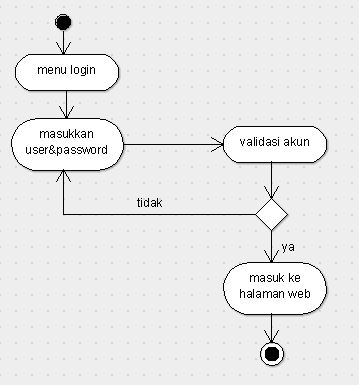 menu login
masukkan
user&password
validasi akun
tidak
ya
masuk ke
halaman web